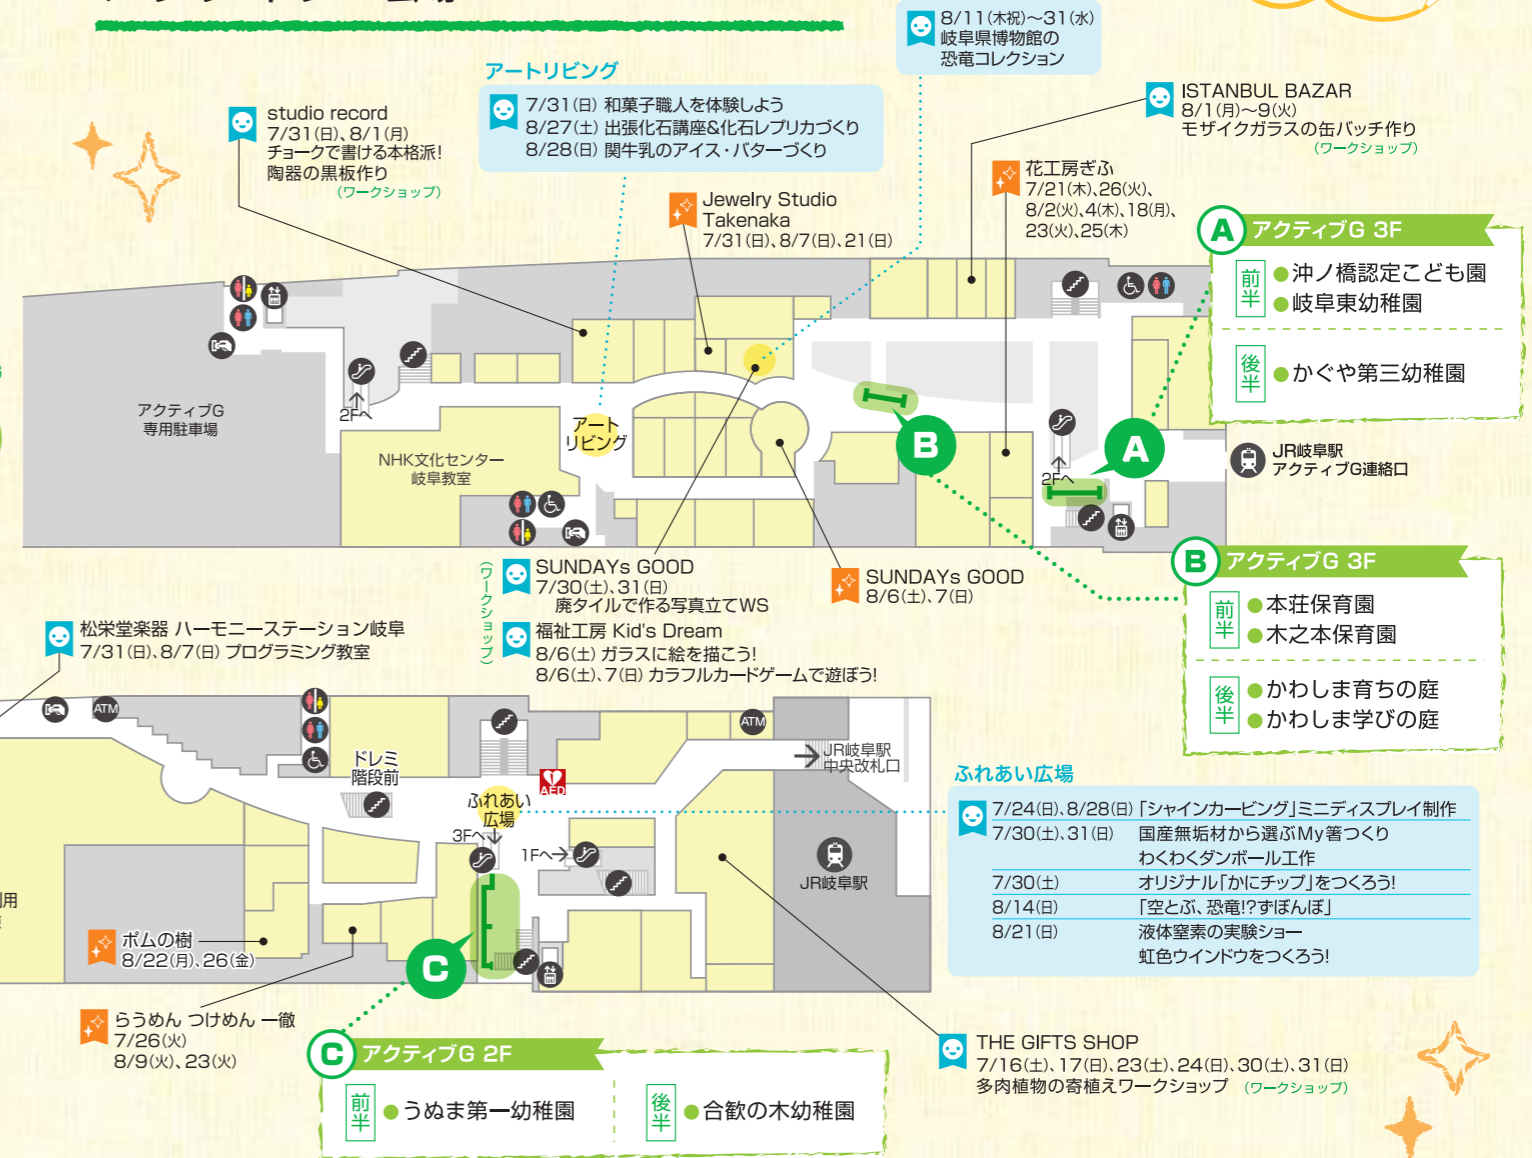 8/11(木祝)〜31(水)
岐阜県博物館の
恐竜コレクション
アートリビング
7/31(日) 和菓子職人を体験しよう
8/27(土) 出張化石講座&化石レプリカづくり
8/28(日) 関牛乳のアイス・バターづくり
studio record
7/31(日)、8/1(月)
チョークで書ける本格派!
陶器の黒板作り
(ワークショップ)
Jewelry Studio
Takenaka
7/31(日)、8/7(日)、21(日)
ISTANBUL BAZAR
8/1(月)〜9(火)
モザイクガラスの缶バッチ作り
(ワークショップ)
花工房ぎふ
7/21(木)、26(火)、
8/2(火)、4(木)、18(月)、
23(火)、25(木)
A アクティブG 3F
前半
●沖ノ橋認定こども園
●岐阜東幼稚園
後半
●かぐや第三幼稚園
アクティブG
専用駐車場
2Fへ
NHK文化センター
岐阜教室
アート
リビング
B
A
2Fへ
JR岐阜駅
アクティブG連絡口
(ワークショップ)
SUNDAYs GOOD
7/30(土)、31(日)
廃タイルで作る写真立てWS
福祉工房 Kid's Dream
8/6(土) ガラスに絵を描こう!
8/6(土)、7(日) カラフルカードゲームで遊ぼう!
SUNDAYs GOOD
8/6(土)、7(日)
B アクティブG 3F
前半
●本荘保育園
●木之本保育園
後半
●かわしま育ちの庭
●かわしま学びの庭
松栄堂楽器 ハーモニーステーション岐阜
7/31(日)、8/7(日) プログラミング教室
ATM
ドレミ
階段前
AED
ATM
JR岐阜駅
中央改札口
ふれあい
広場
3Fへ
1Fへ
JR岐阜駅
用
C
ポムの樹
8/22(月)、26(金)
らうめん つけめん 一徹
7/26(火)
8/9(火)、23(火)
ふれあい広場
7/24(日)、8/28(日) 「シャインカービング」ミニディスプレイ制作
7/30(土)、31(日) 国産無垢材から選ぶMy箸つくり
わくわくダンボール工作
7/30(土) オリジナル「かにチップ」をつくろう!
8/14(日) 「空とぶ、恐竜!?ずぼんぼ」
8/21(日) 液体窒素の実験ショー
虹色ウインドウをつくろう!
C アクティブG 2F
前半
●うぬま第一幼稚園
後半
●合歓の木幼稚園
THE GIFTS SHOP
7/16(土)、17(日)、23(土)、24(日)、30(土)、31(日)
多肉植物の寄植えワークショップ (ワークショップ)